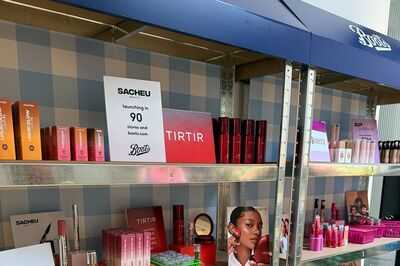 Boots
SACHEU
launching in
90
stores and
boots.com
Boots
TIRTIR
SACHEU
TIRTIR